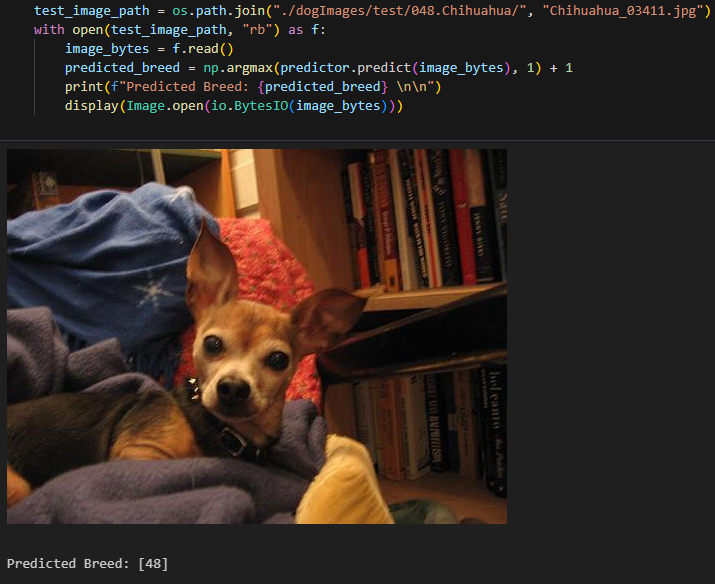 test_image_path = os.path.join("./dogImages/test/048.Chihuahua/", "Chihuahua_03411.jpg")
with open(test_image_path, "rb") as f:
    image_bytes = f.read()
    predicted_breed = np.argmax(predictor.predict(image_bytes), 1) + 1
    print(f"Predicted Breed: {predicted_breed} \n\n")
    display(Image.open(io.BytesIO(image_bytes)))
Predicted Breed: [48]